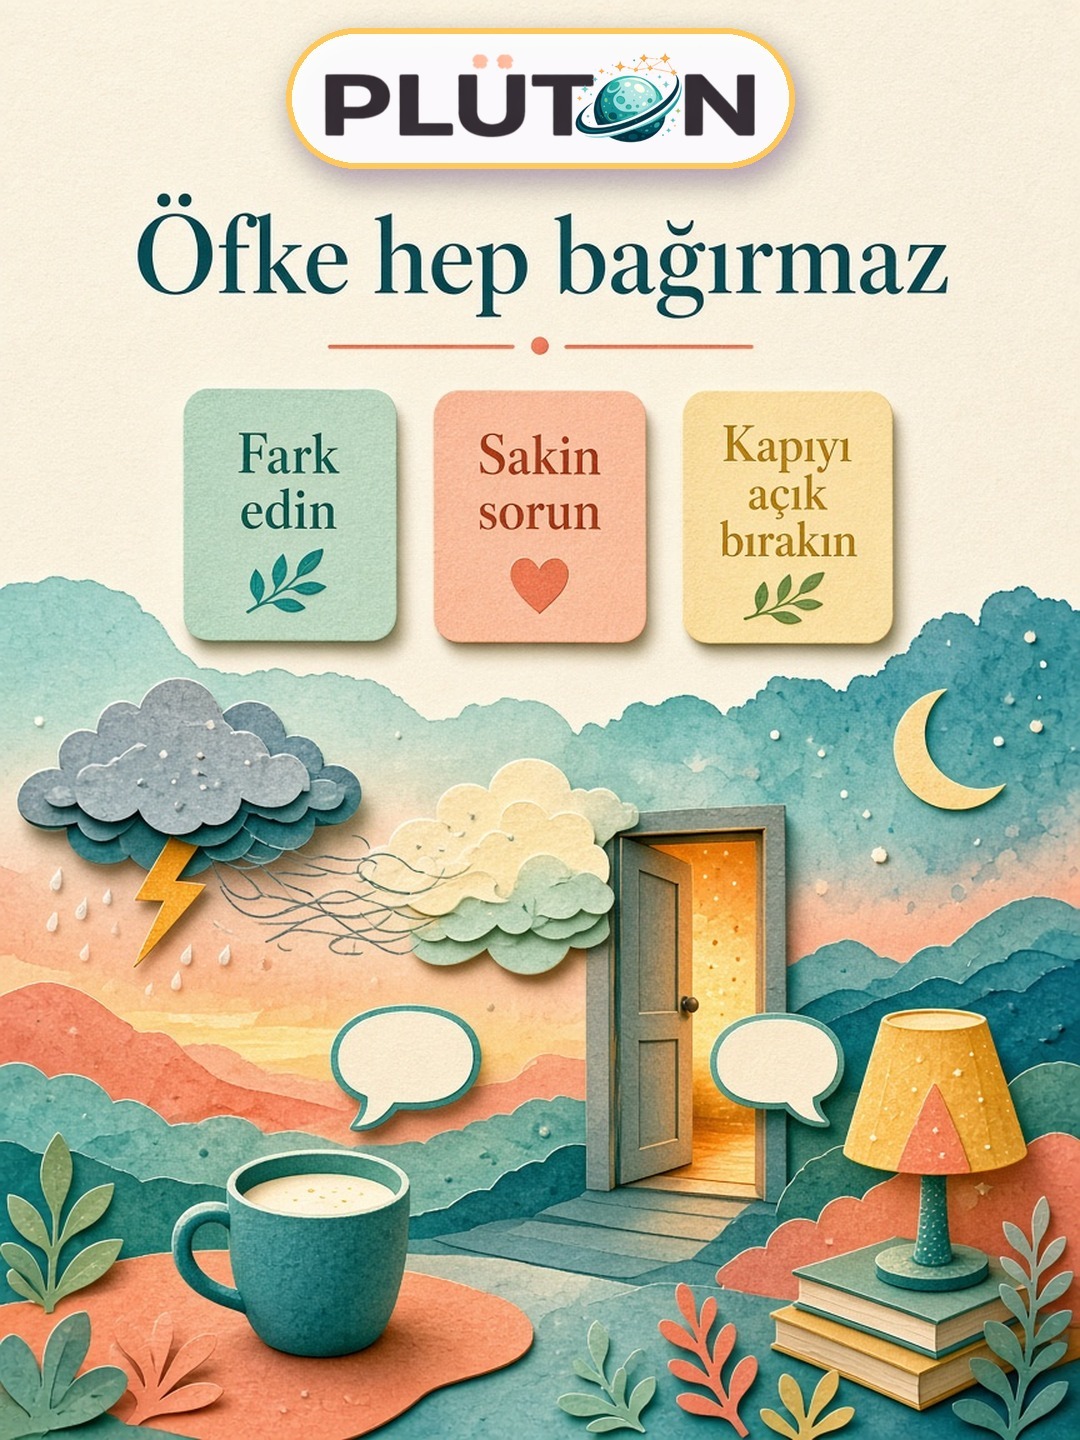 PLÜTON
Öfke hep bağırmaz
Fark
edin
Sakin
sorun
Kapıyı
açık
bırakın